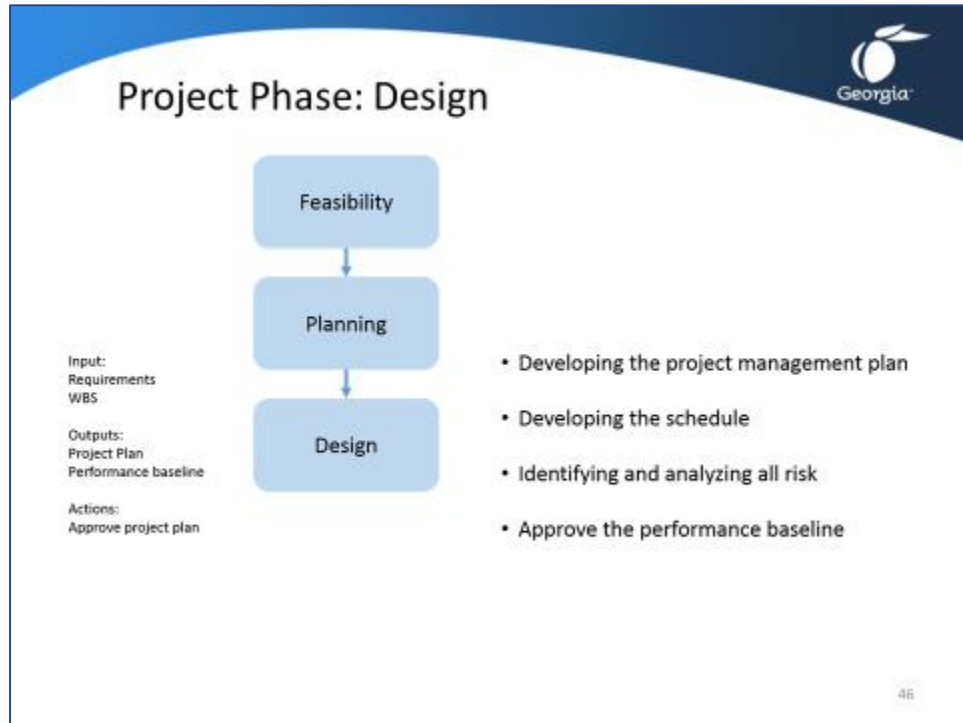 Project Phase: Design
Georgia
Feasibility
Planning
Design
Input:
Requirements
WBS
Outputs:
Project Plan
Performance baseline
Actions:
Approve project plan
• Developing the project management plan
• Developing the schedule
• Identifying and analyzing all risk
• Approve the performance baseline
46